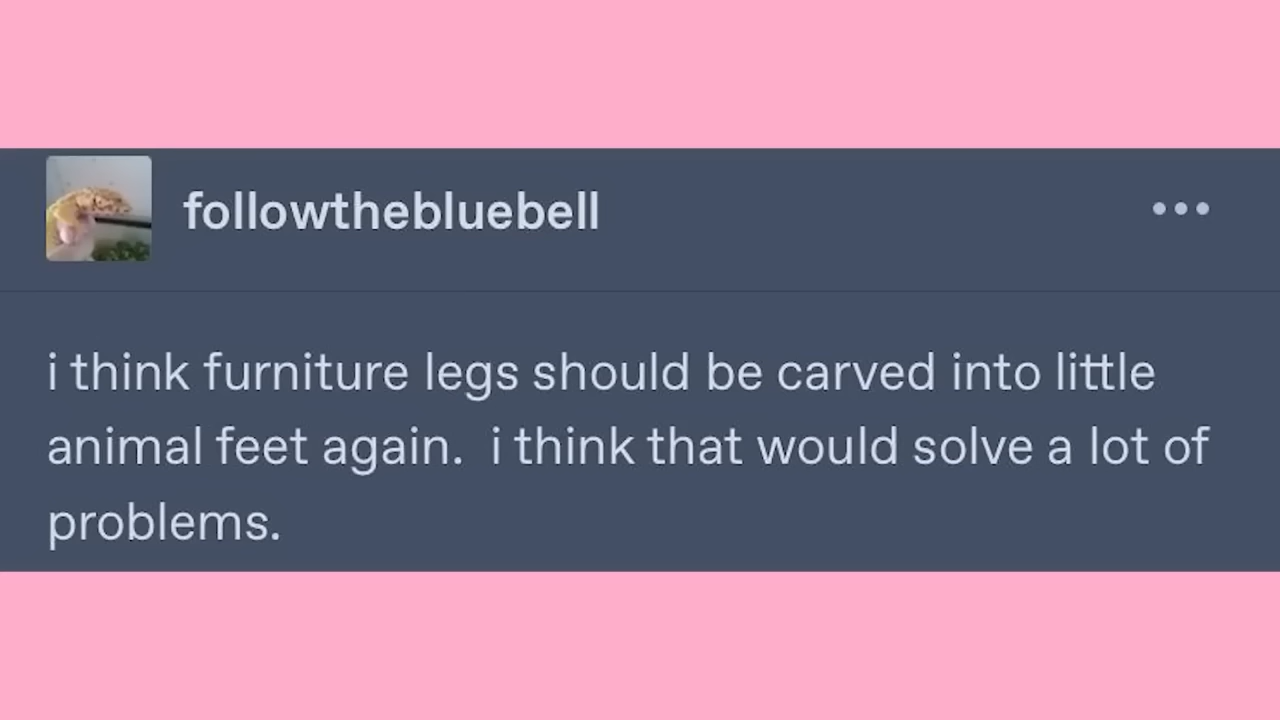 followthebluebell
i think furniture legs should be carved into little
animal feet again.  i think that would solve a lot of
problems.